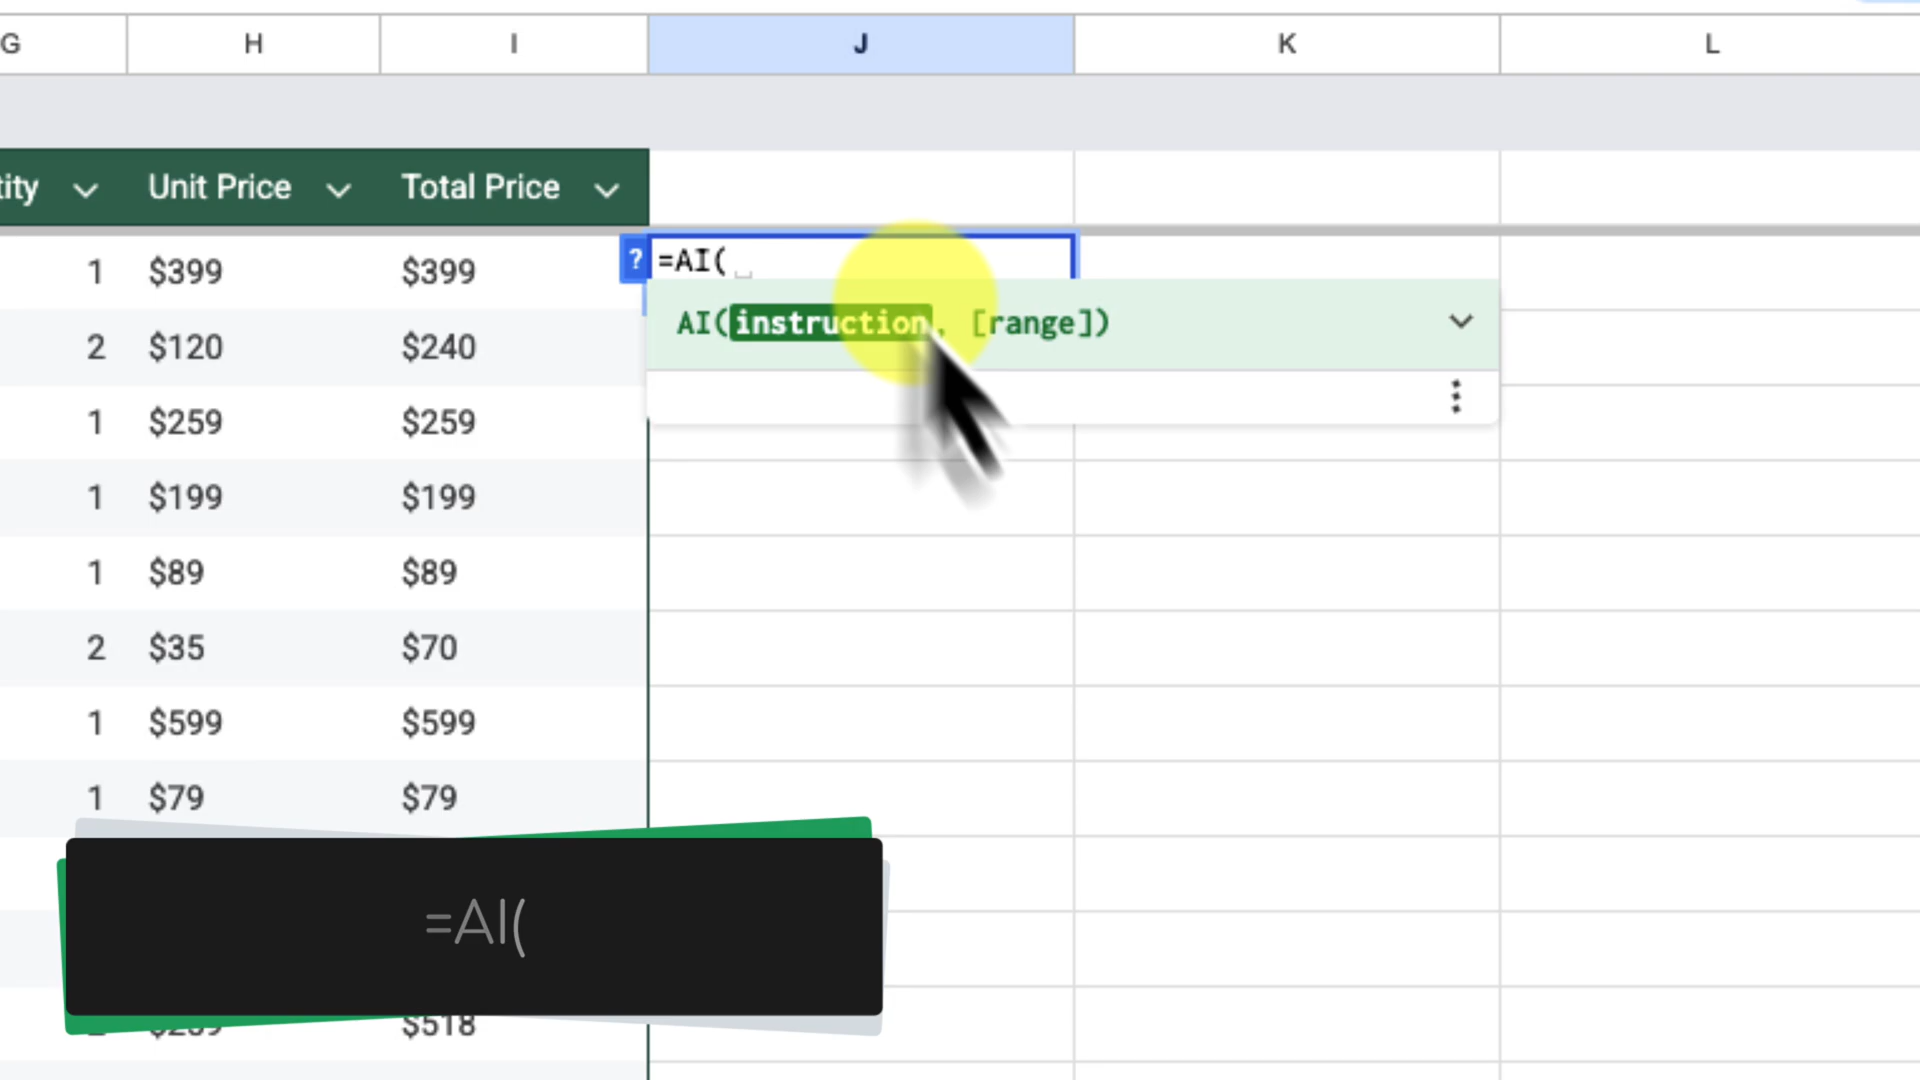 G H I J K L
tity Unit Price Total Price
1 $399 $399
? =AI(
AI(instruction, [range])
2 $120 $240
1 $259 $259
1 $199 $199
1 $89 $89
2 $35 $70
1 $599 $599
1 $79 $79
=AI(
$518